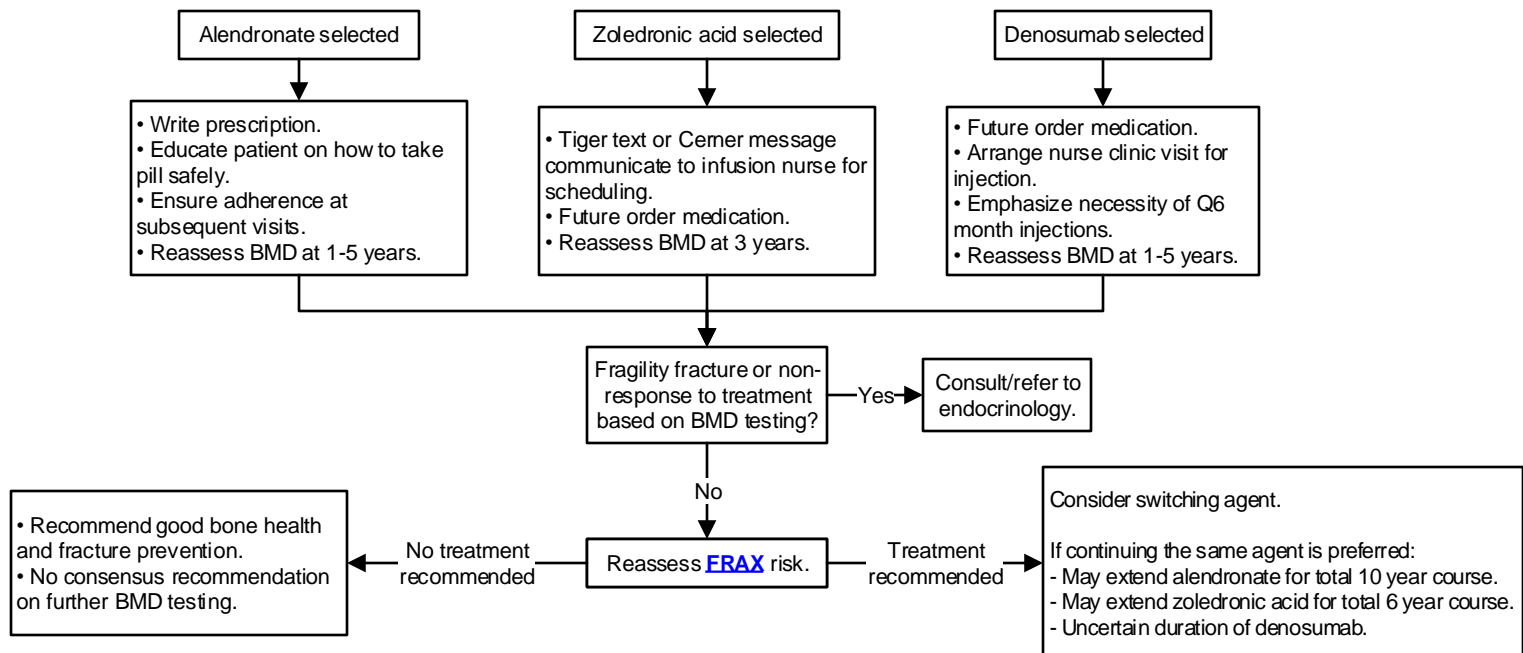 Alendronate selected
Zoledronic acid selected
Denosumab selected
• Write prescription.
• Educate patient on how to take
pill safely.
• Ensure adherence at
subsequent visits.
• Reassess BMD at 1-5 years.
• Tiger text or Cerner message
communicate to infusion nurse for
scheduling.
• Future order medication.
• Reassess BMD at 3 years.
• Future order medication.
• Arrange nurse clinic visit for
injection.
• Emphasize necessity of Q6
month injections.
• Reassess BMD at 1-5 years.
Fragility fracture or non-
response to treatment
based on BMD testing?
Yes
Consult/refer to
endocrinology.
No
Reassess FRAX risk.
No treatment
recommended
• Recommend good bone health
and fracture prevention.
• No consensus recommendation
on further BMD testing.
Treatment
recommended
Consider switching agent.
If continuing the same agent is preferred:
- May extend alendronate for total 10 year course.
- May extend zoledronic acid for total 6 year course.
- Uncertain duration of denosumab.